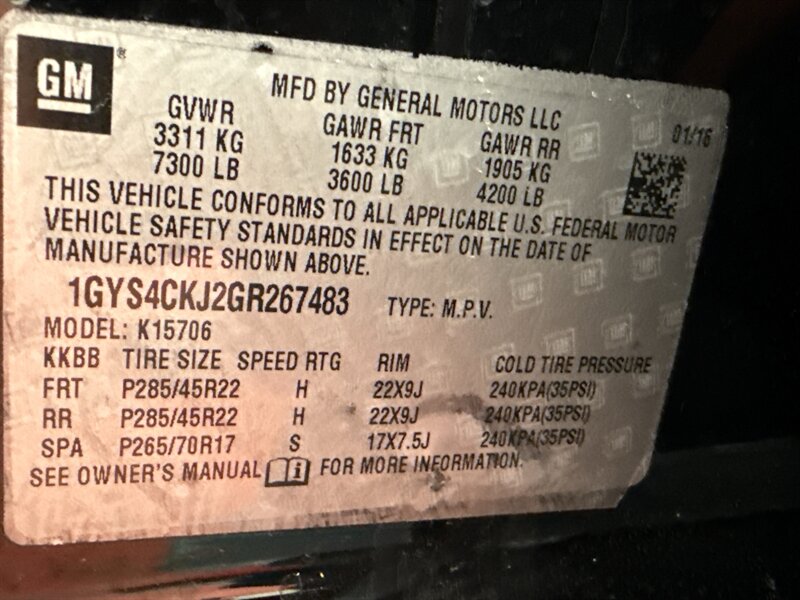 GM ®
MFD BY GENERAL MOTORS LLC
GVWR GAWR FRT GAWR RR 01/16
3311 KG 1633 KG 1905 KG
7300 LB 3600 LB 4200 LB
THIS VEHICLE CONFORMS TO ALL APPLICABLE U.S. FEDERAL MOTOR
VEHICLE SAFETY STANDARDS IN EFFECT ON THE DATE OF
MANUFACTURE SHOWN ABOVE.
1GYS4CKJ2GR267483 TYPE: M.P.V.
MODEL: K15706
KKBB TIRE SIZE SPEED RTG RIM COLD TIRE PRESSURE
FRT P285/45R22 H 22X9J 240KPA(35PSI)
RR P285/45R22 H 22X9J 240KPA(35PSI)
SPA P265/70R17 S 17X7.5J 240KPA(35PSI)
SEE OWNER'S MANUAL i FOR MORE INFORMATION.